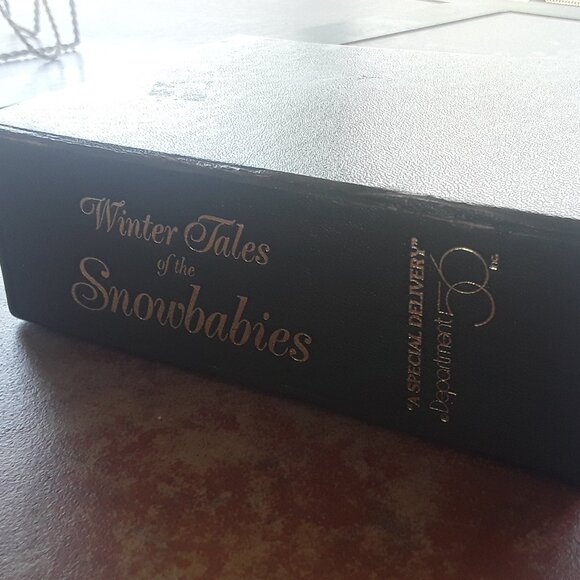 Winter Tales
of the
Snowbabies
"A SPECIAL DELIVERY"
Department 56 INC.